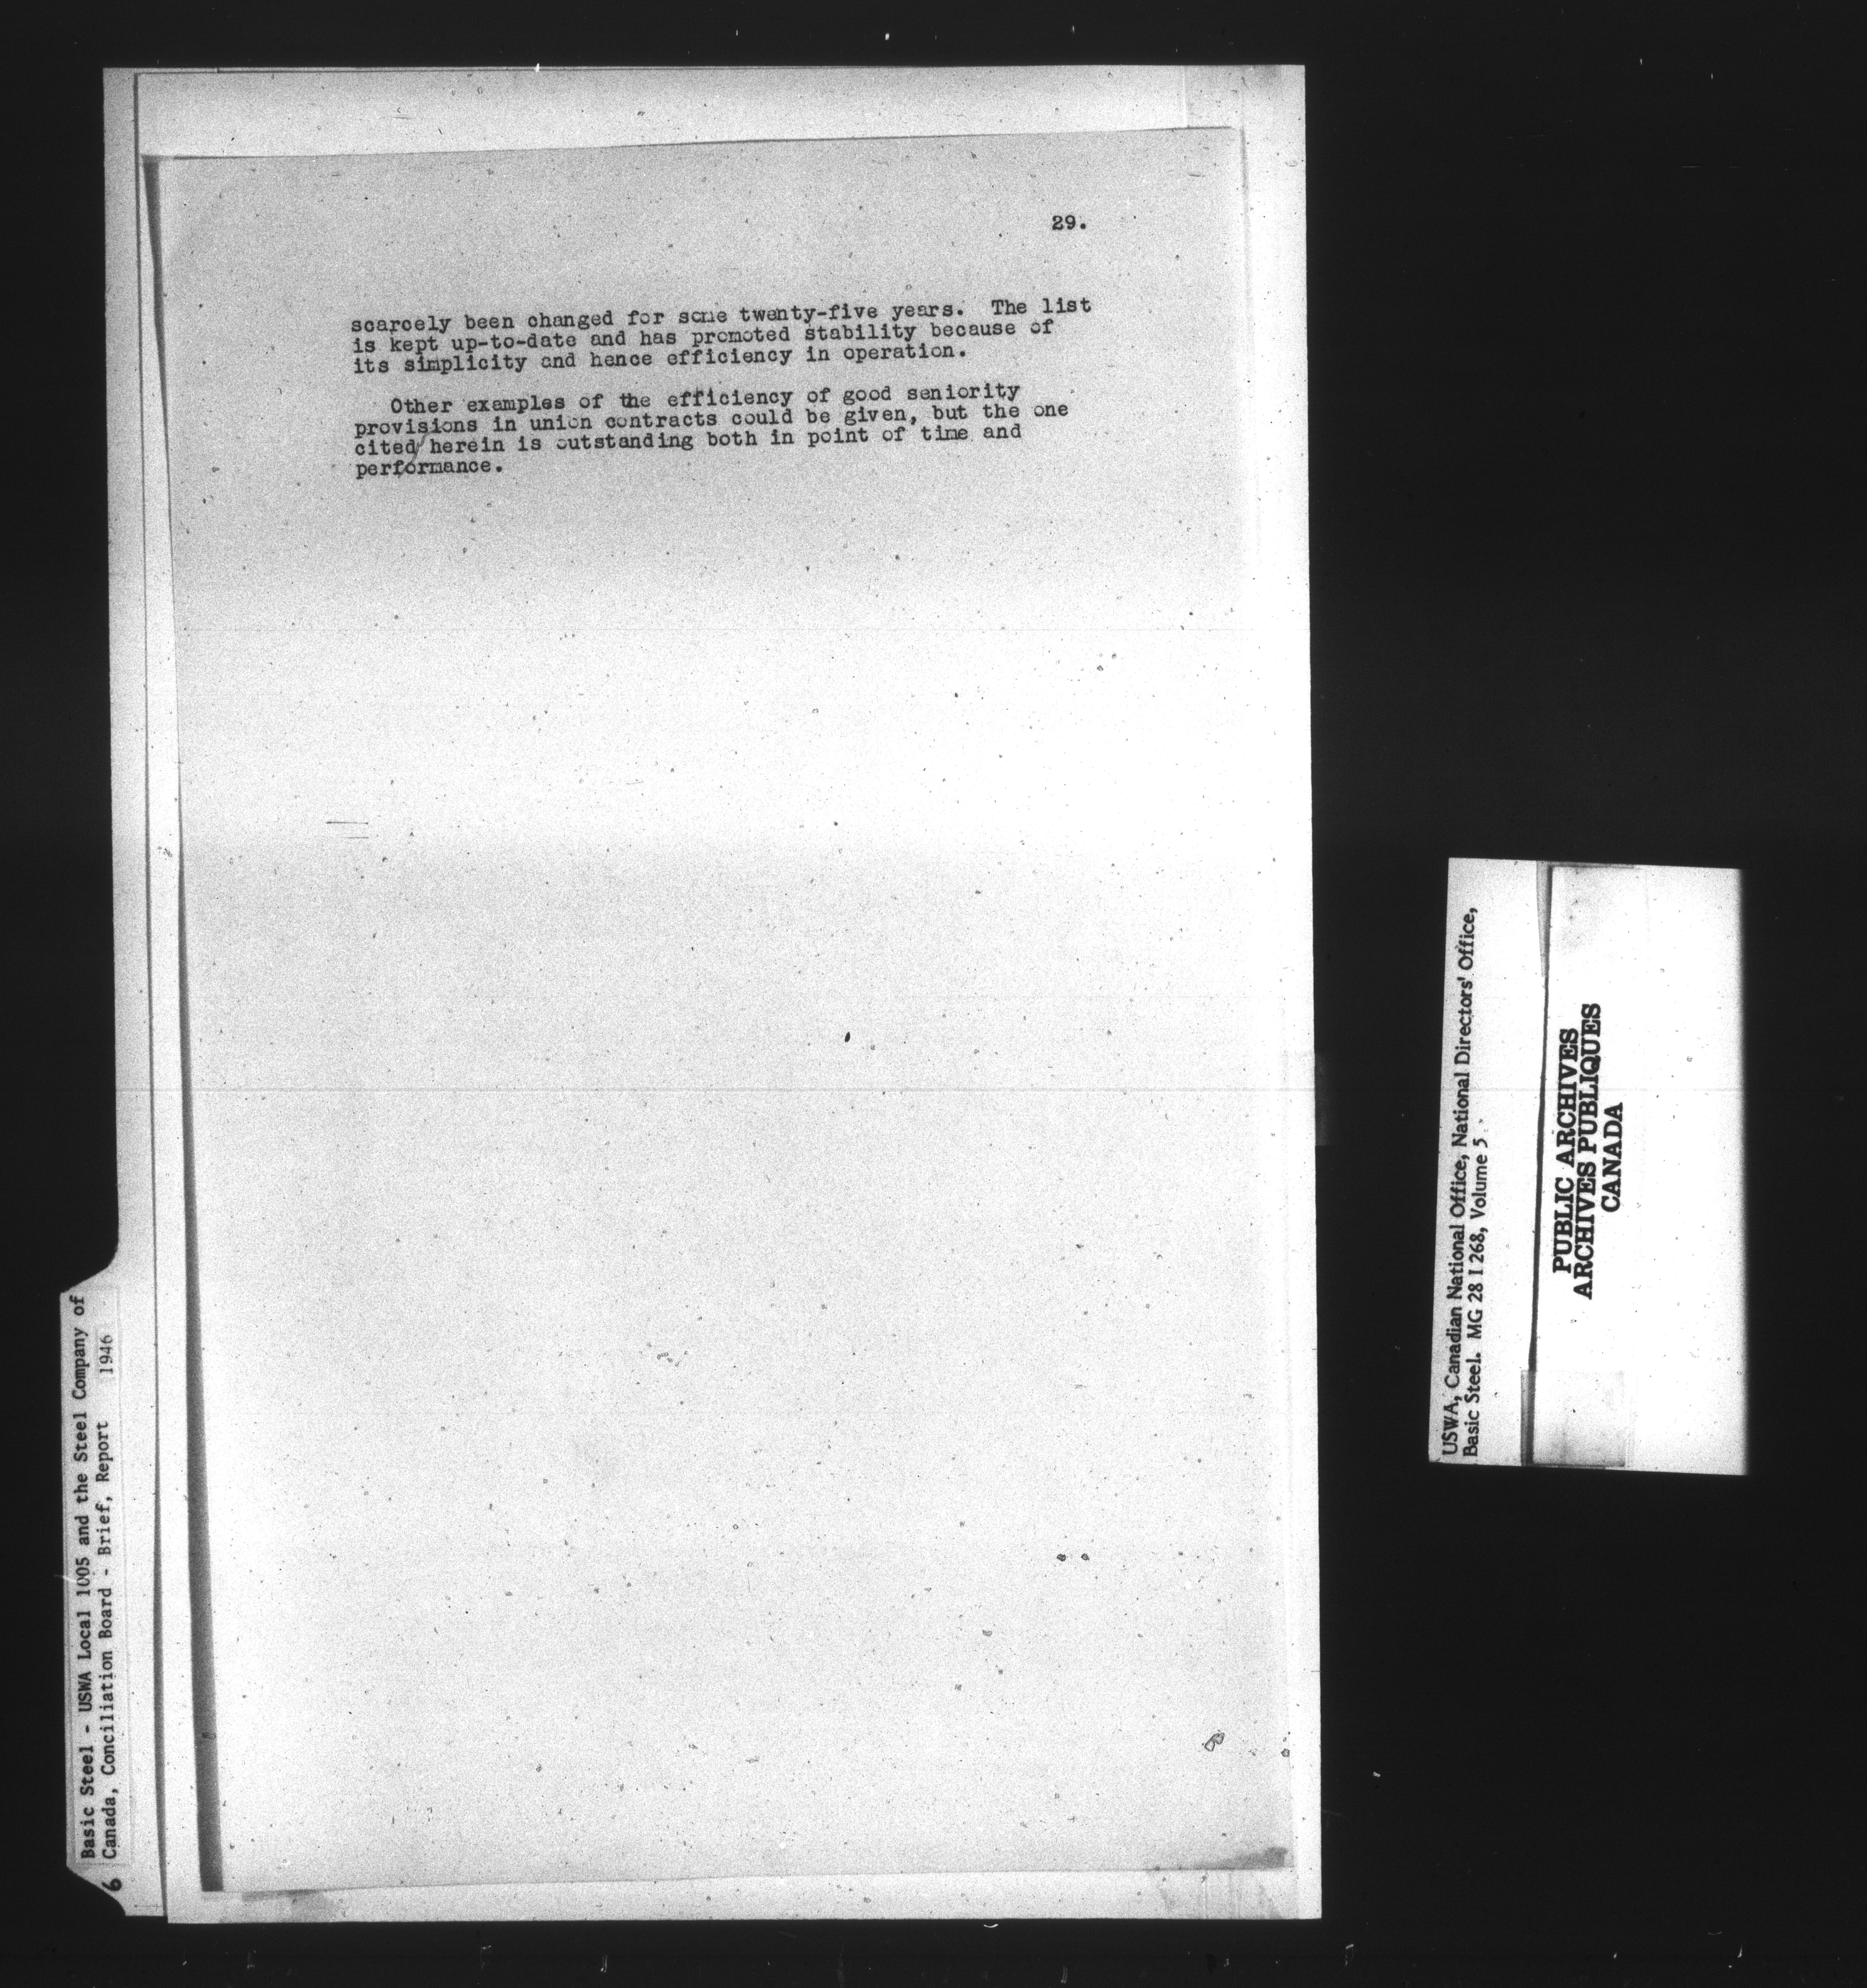 29.
scarcely been changed for some twenty-five years. The list
is kept up-to-date and has promoted stability because of
its simplicity and hence efficiency in operation.
Other examples of the efficiency of good seniority
provisions in union contracts could be given, but the one
cited herein is outstanding both in point of time and
performance.
Basic Steel - USWA Local 1005 and the Steel Company of
Canada, Conciliation Board - Brief, Report 1946
6
USWA, Canadian National Office, National Directors' Office,
Basic Steel. MG 28 I 268, Volume 5
PUBLIC ARCHIVES
ARCHIVES PUBLIQUES
CANADA